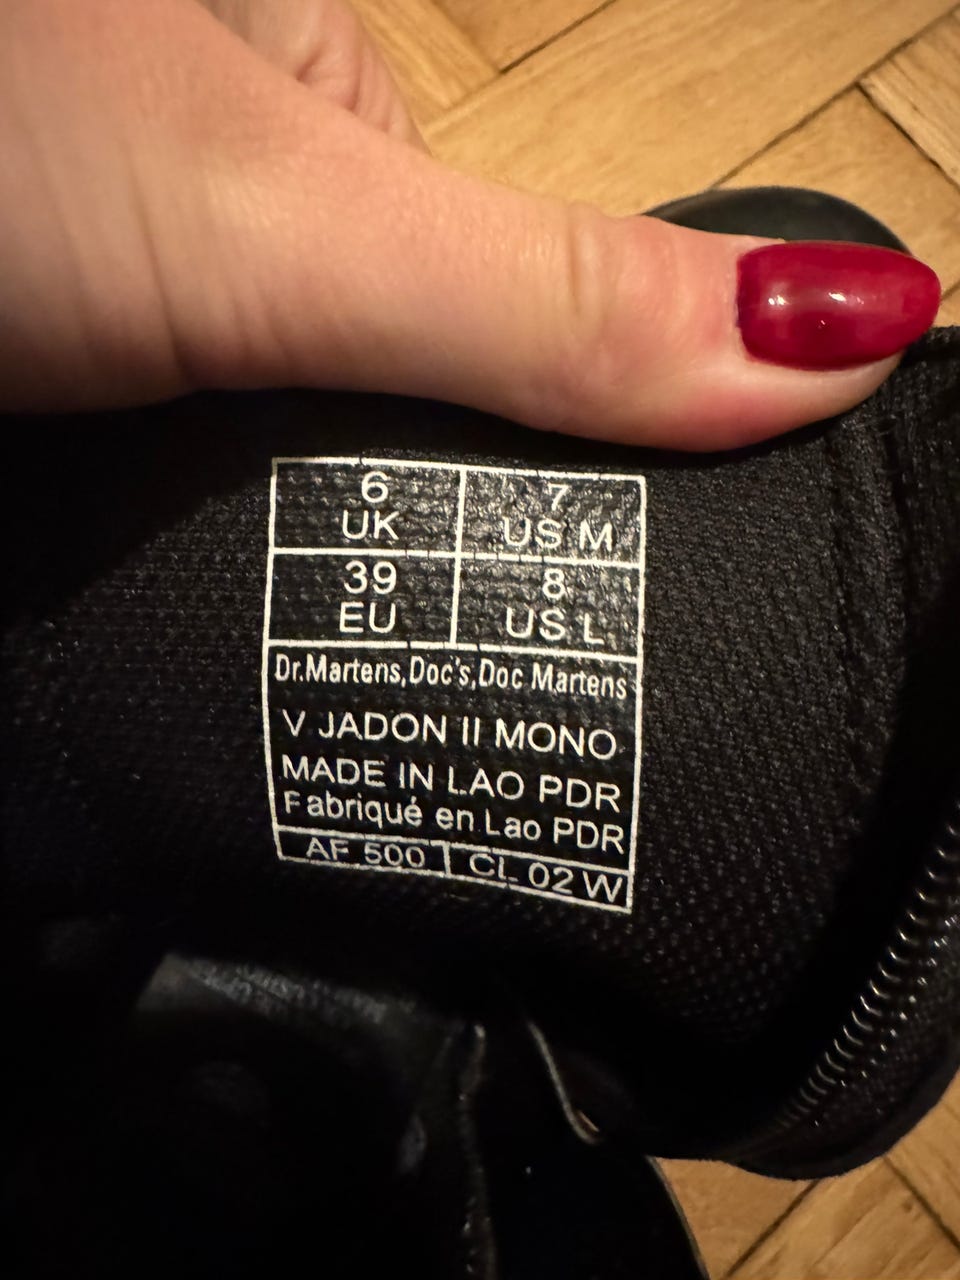 6 7
UK US M
39 8
EU US L
Dr.Martens,Doc's,Doc Martens
V JADON II MONO
MADE IN LAO PDR
Fabriqué en Lao PDR
AF 500 CL 02 W